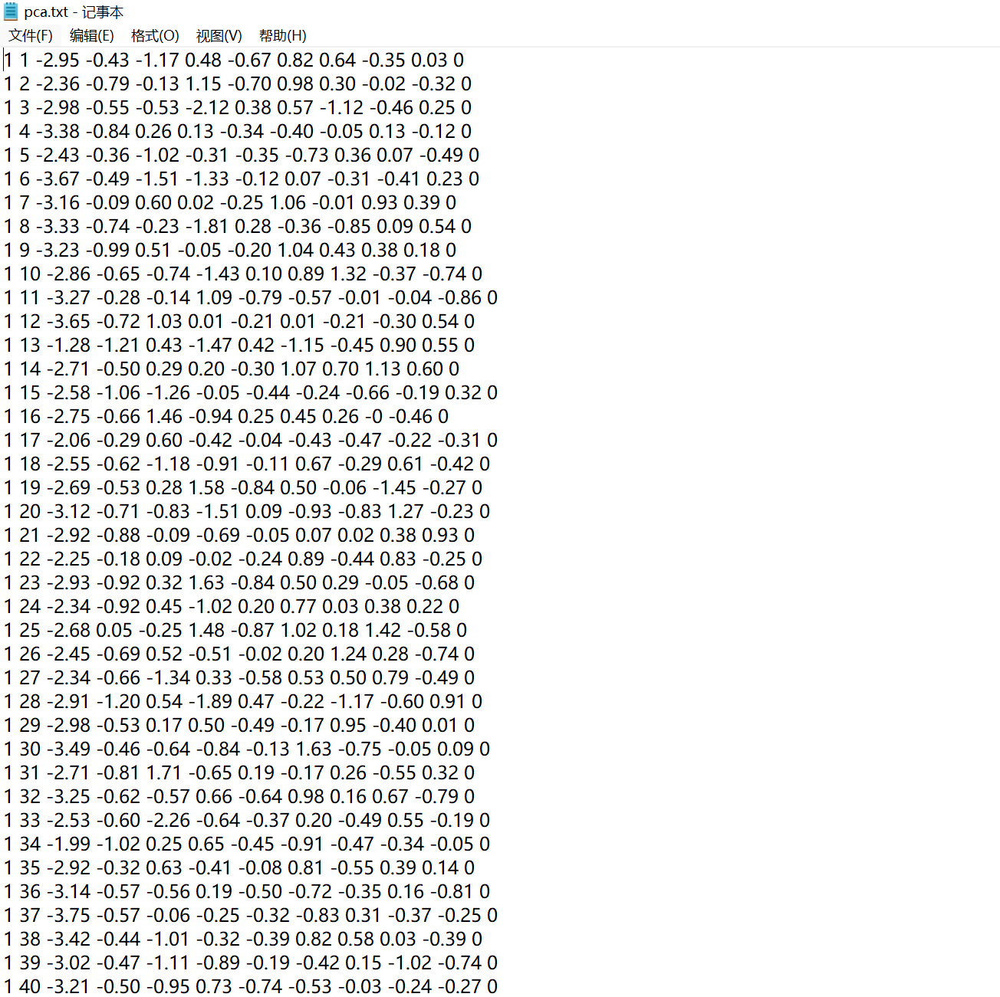 pca.txt - 记事本
文件(F) 编辑(E) 格式(O) 视图(V) 帮助(H)
1 1 -2.95 -0.43 -1.17 0.48 -0.67 0.82 0.64 -0.35 0.03 0
1 2 -2.36 -0.79 -0.13 1.15 -0.70 0.98 0.30 -0.02 -0.32 0
1 3 -2.98 -0.55 -0.53 -2.12 0.38 0.57 -1.12 -0.46 0.25 0
1 4 -3.38 -0.84 0.26 0.13 -0.34 -0.40 -0.05 0.13 -0.12 0
1 5 -2.43 -0.36 -1.02 -0.31 -0.35 -0.73 0.36 0.07 -0.49 0
1 6 -3.67 -0.49 -1.51 -1.33 -0.12 0.07 -0.31 -0.41 0.23 0
1 7 -3.16 -0.09 0.60 0.02 -0.25 1.06 -0.01 0.93 0.39 0
1 8 -3.33 -0.74 -0.23 -1.81 0.28 -0.36 -0.85 0.09 0.54 0
1 9 -3.23 -0.99 0.51 -0.05 -0.20 1.04 0.43 0.38 0.18 0
1 10 -2.86 -0.65 -0.74 -1.43 0.10 0.89 1.32 -0.37 -0.74 0
1 11 -3.27 -0.28 -0.14 1.09 -0.79 -0.57 -0.01 -0.04 -0.86 0
1 12 -3.65 -0.72 1.03 0.01 -0.21 0.01 -0.21 -0.30 0.54 0
1 13 -1.28 -1.21 0.43 -1.47 0.42 -1.15 -0.45 0.90 0.55 0
1 14 -2.71 -0.50 0.29 0.20 -0.30 1.07 0.70 1.13 0.60 0
1 15 -2.58 -1.06 -1.26 -0.05 -0.44 -0.24 -0.66 -0.19 0.32 0
1 16 -2.75 -0.66 1.46 -0.94 0.25 0.45 0.26 -0 -0.46 0
1 17 -2.06 -0.29 0.60 -0.42 -0.04 -0.43 -0.47 -0.22 -0.31 0
1 18 -2.55 -0.62 -1.18 -0.91 -0.11 0.67 -0.29 0.61 -0.42 0
1 19 -2.69 -0.53 0.28 1.58 -0.84 0.50 -0.06 -1.45 -0.27 0
1 20 -3.12 -0.71 -0.83 -1.51 0.09 -0.93 -0.83 1.27 -0.23 0
1 21 -2.92 -0.88 -0.09 -0.69 -0.05 0.07 0.02 0.38 0.93 0
1 22 -2.25 -0.18 0.09 -0.02 -0.24 0.89 -0.44 0.83 -0.25 0
1 23 -2.93 -0.92 0.32 1.63 -0.84 0.50 0.29 -0.05 -0.68 0
1 24 -2.34 -0.92 0.45 -1.02 0.20 0.77 0.03 0.38 0.22 0
1 25 -2.68 0.05 -0.25 1.48 -0.87 1.02 0.18 1.42 -0.58 0
1 26 -2.45 -0.69 0.52 -0.51 -0.02 0.20 1.24 0.28 -0.74 0
1 27 -2.34 -0.66 -1.34 0.33 -0.58 0.53 0.50 0.79 -0.49 0
1 28 -2.91 -1.20 0.54 -1.89 0.47 -0.22 -1.17 -0.60 0.91 0
1 29 -2.98 -0.53 0.17 0.50 -0.49 -0.17 0.95 -0.40 0.01 0
1 30 -3.49 -0.46 -0.64 -0.84 -0.13 1.63 -0.75 -0.05 0.09 0
1 31 -2.71 -0.81 1.71 -0.65 0.19 -0.17 0.26 -0.55 0.32 0
1 32 -3.25 -0.62 -0.57 0.66 -0.64 0.98 0.16 0.67 -0.79 0
1 33 -2.53 -0.60 -2.26 -0.64 -0.37 0.20 -0.49 0.55 -0.19 0
1 34 -1.99 -1.02 0.25 0.65 -0.45 -0.91 -0.47 -0.34 -0.05 0
1 35 -2.92 -0.32 0.63 -0.41 -0.08 0.81 -0.55 0.39 0.14 0
1 36 -3.14 -0.57 -0.56 0.19 -0.50 -0.72 -0.35 0.16 -0.81 0
1 37 -3.75 -0.57 -0.06 -0.25 -0.32 -0.83 0.31 -0.37 -0.25 0
1 38 -3.42 -0.44 -1.01 -0.32 -0.39 0.82 0.58 0.03 -0.39 0
1 39 -3.02 -0.47 -1.11 -0.89 -0.19 -0.42 0.15 -1.02 -0.74 0
1 40 -3.21 -0.50 -0.95 0.73 -0.74 -0.53 -0.03 -0.24 -0.27 0